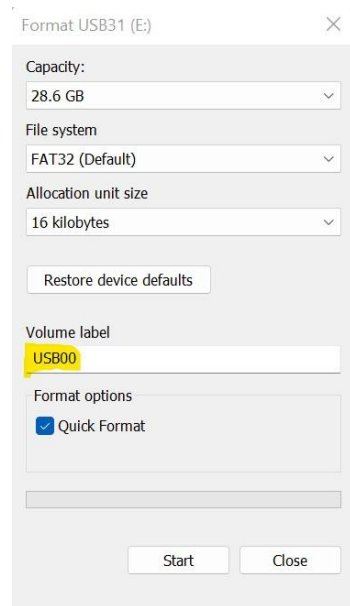 Format USB31 (E:)
Capacity:
28.6 GB
File system
FAT32 (Default)
Allocation unit size
16 kilobytes
Restore device defaults
Volume label
USB00
Format options
Quick Format
Start Close